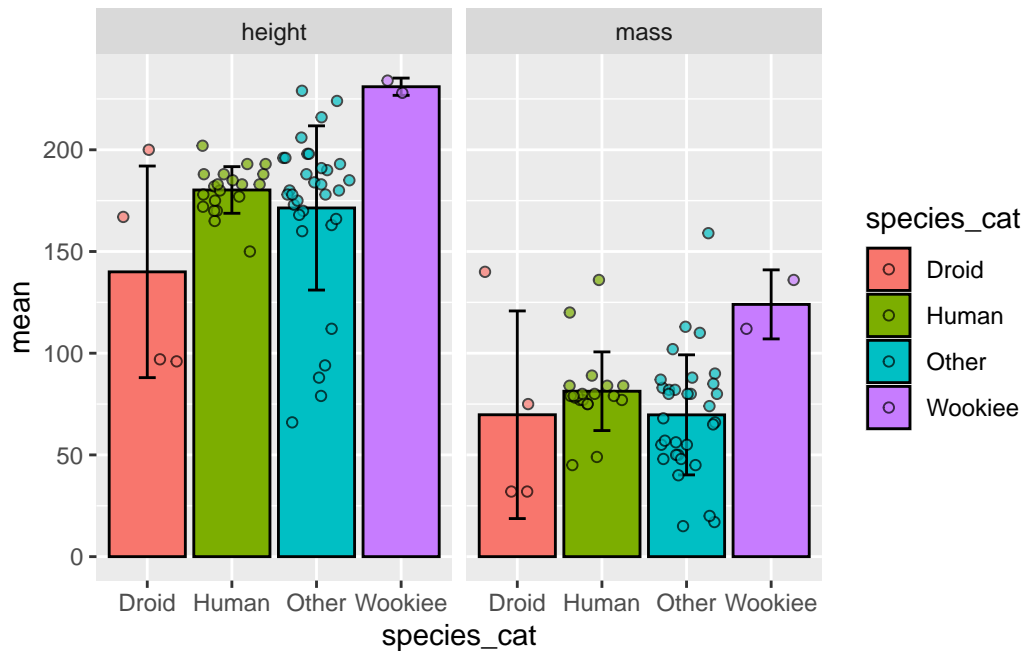 height
mass
mean
200
150
100
50
0
Droid
Human
Other
Wookiee
Droid
Human
Other
Wookiee
species_cat
species_cat
Droid
Human
Other
Wookiee